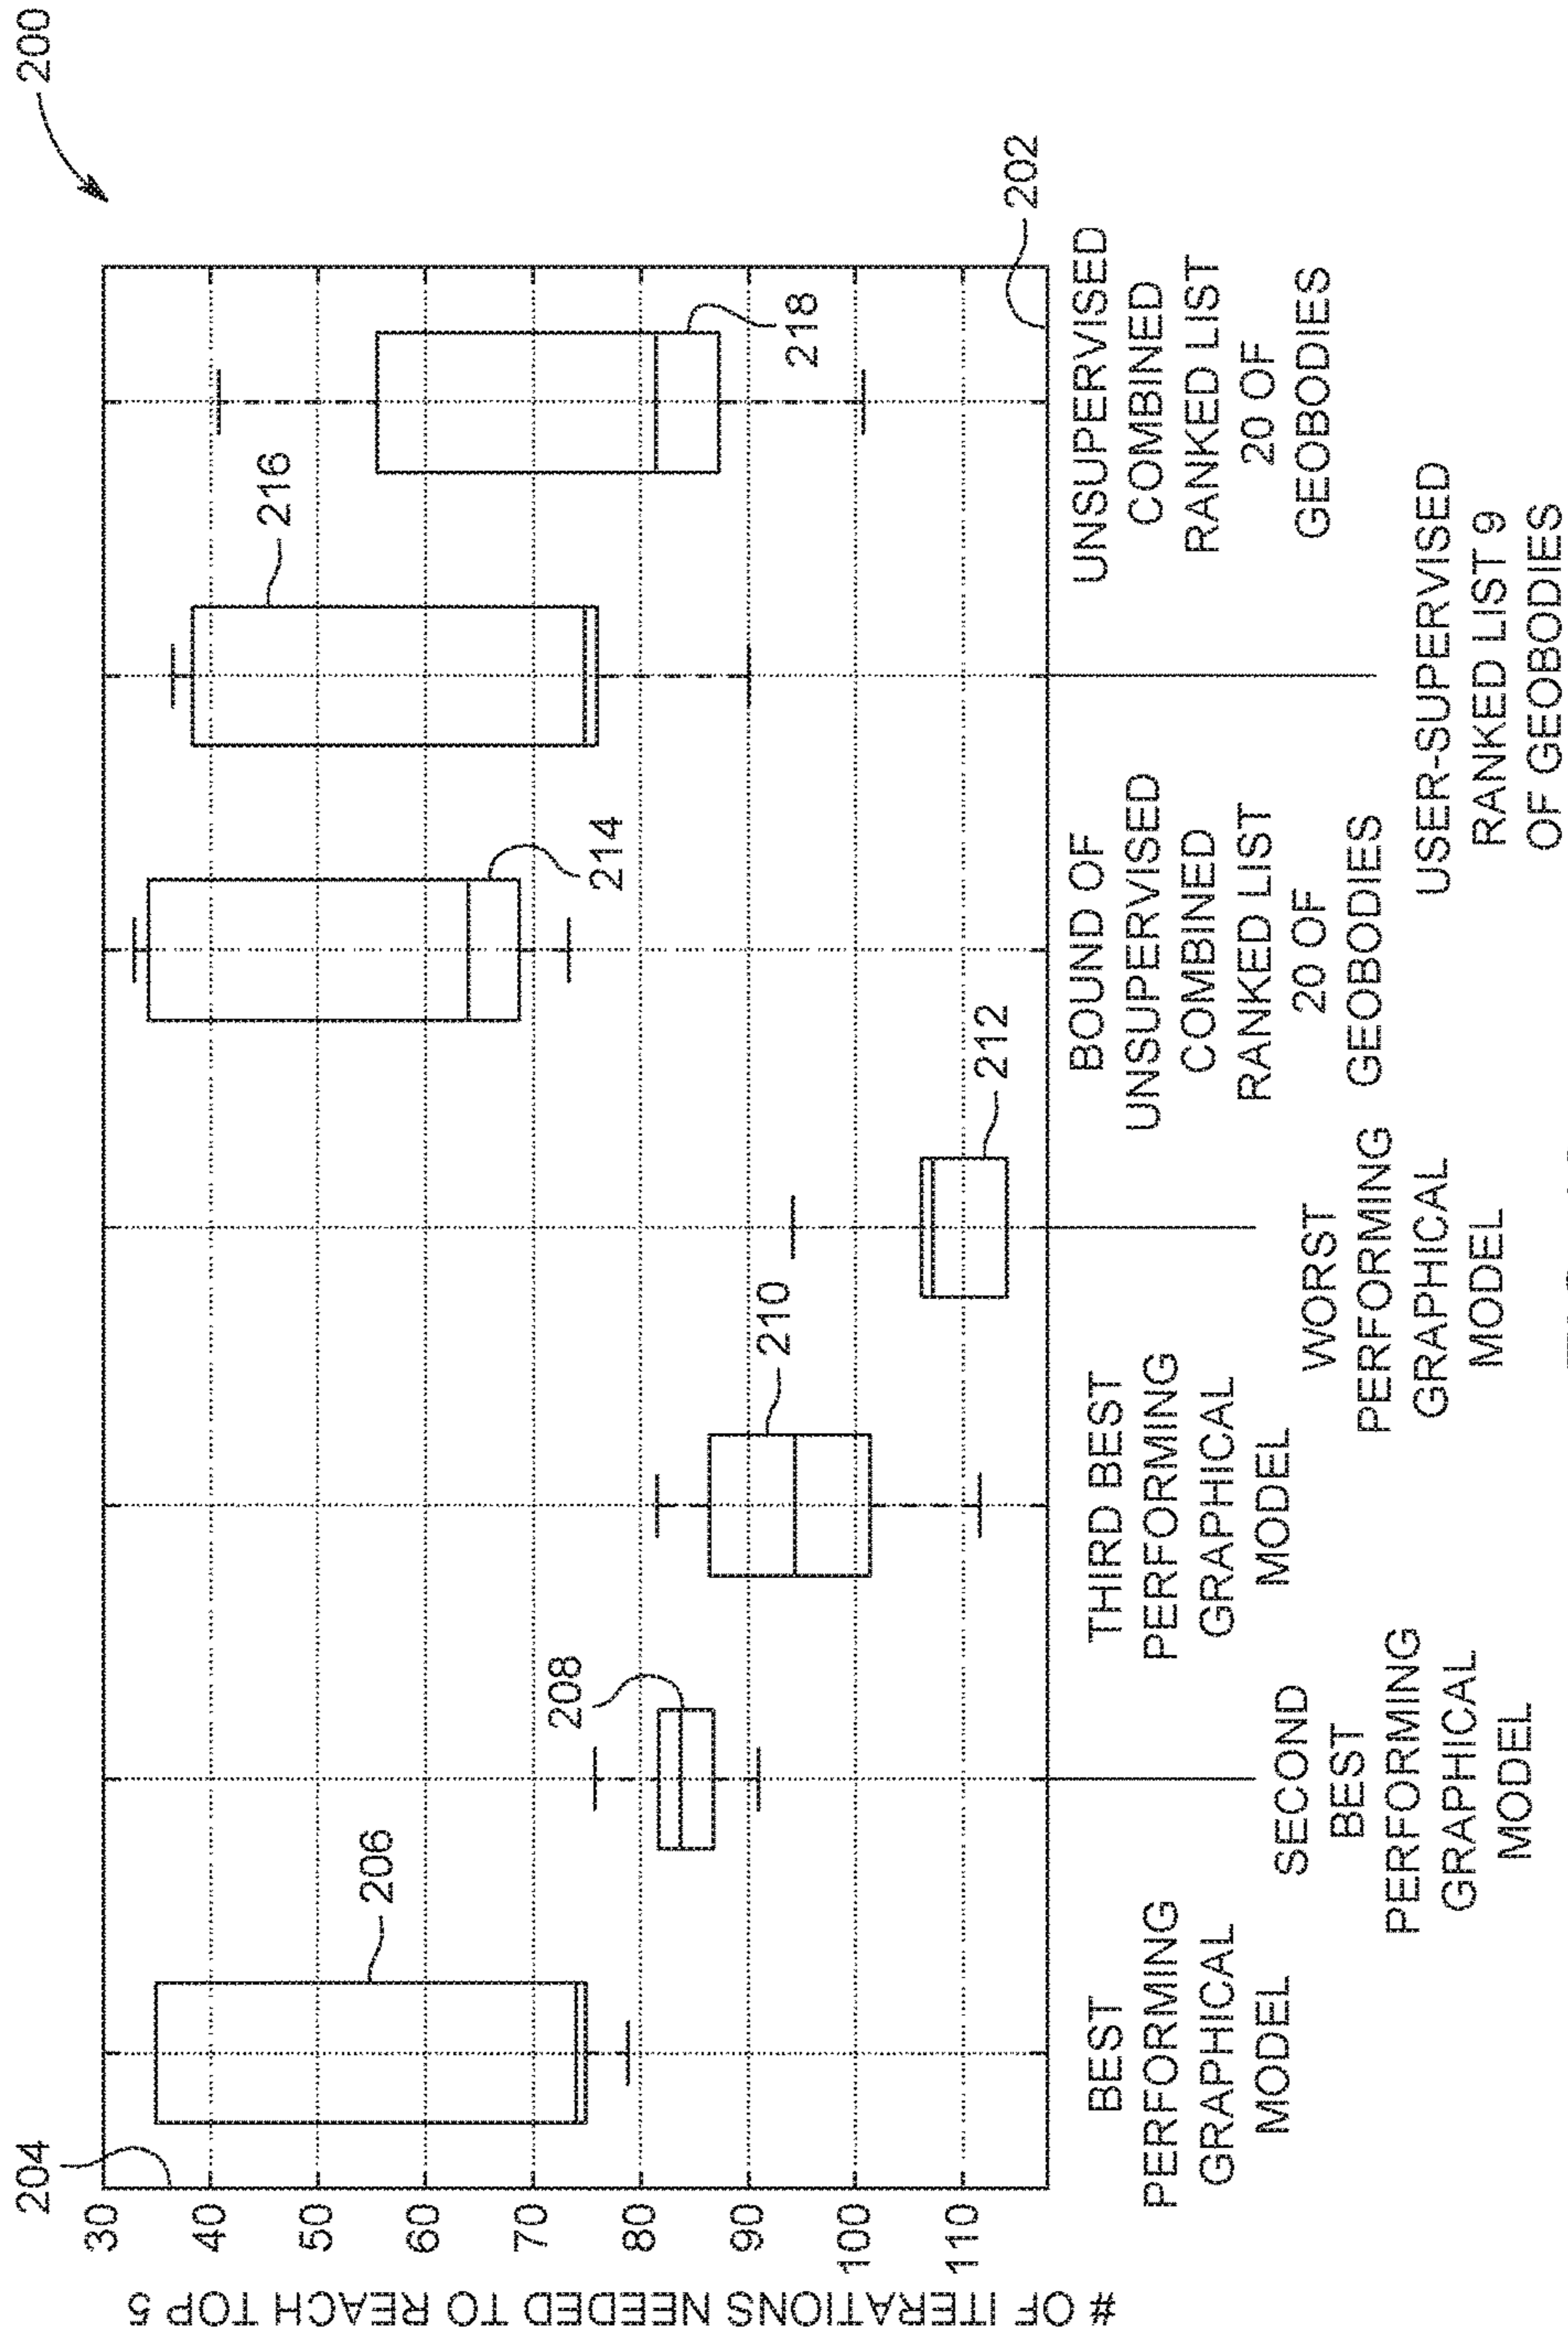 200
204
30
40
50
60
70
80
90
100
110
# OF ITERATIONS NEEDED TO REACH TOP 5
206
208
210
212
214
216
218
202
BEST
PERFORMING
GRAPHICAL
MODEL
SECOND
BEST
PERFORMING
GRAPHICAL
MODEL
THIRD BEST
PERFORMING
GRAPHICAL
MODEL
WORST
PERFORMING
GRAPHICAL
MODEL
BOUND OF
UNSUPERVISED
COMBINED
RANKED LIST
20 OF
GEOBODIES
USER-SUPERVISED
RANKED LIST 9
OF GEOBODIES
UNSUPERVISED
COMBINED
RANKED LIST
20 OF
GEOBODIES